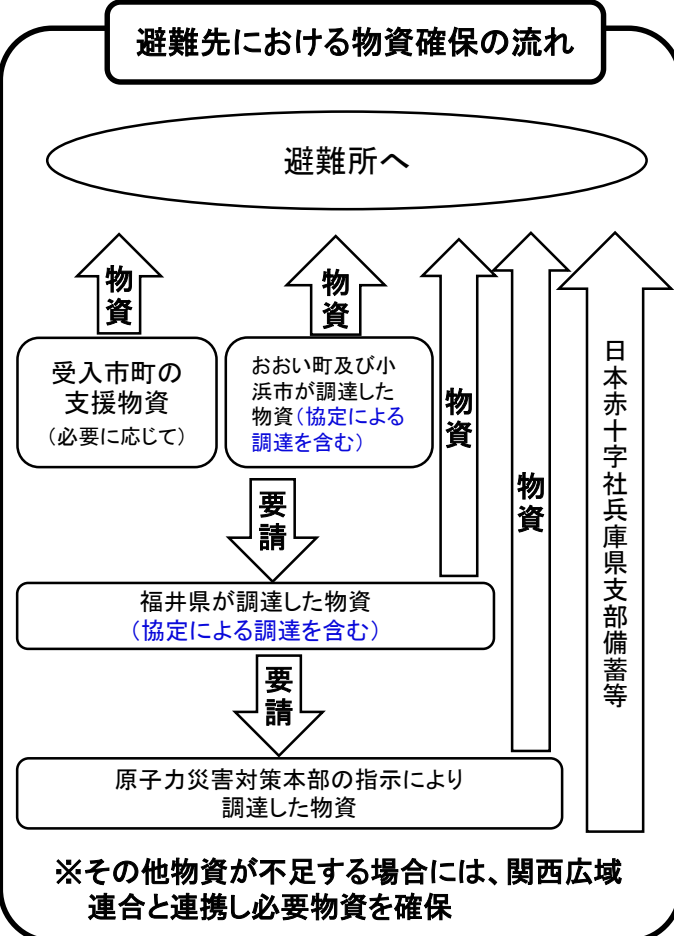 避難先における物資確保の流れ
避難所へ
物資
物資
受入市町の
支援物資
(必要に応じて)
おおい町及び小
浜市が調達した
物資(協定による
調達を含む)
物資
物資
日本赤十字社兵庫県支部備蓄等
要請
福井県が調達した物資
(協定による調達を含む)
要請
原子力災害対策本部の指示により
調達した物資
※その他物資が不足する場合には、関西広域
連合と連携し必要物資を確保